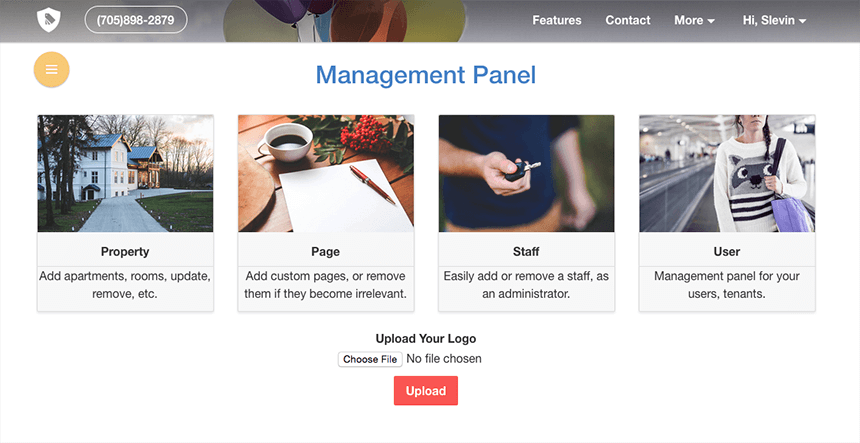 (705)898-2879
Features
Contact
More
Hi, Slevin
Management Panel
Property
Add apartments, rooms, update,
remove, etc.
Page
Add custom pages, or remove
them if they become irrelevant.
Staff
Easily add or remove a staff, as
an administrator.
User
Management panel for your
users, tenants.
Upload Your Logo
Choose File No file chosen
Upload